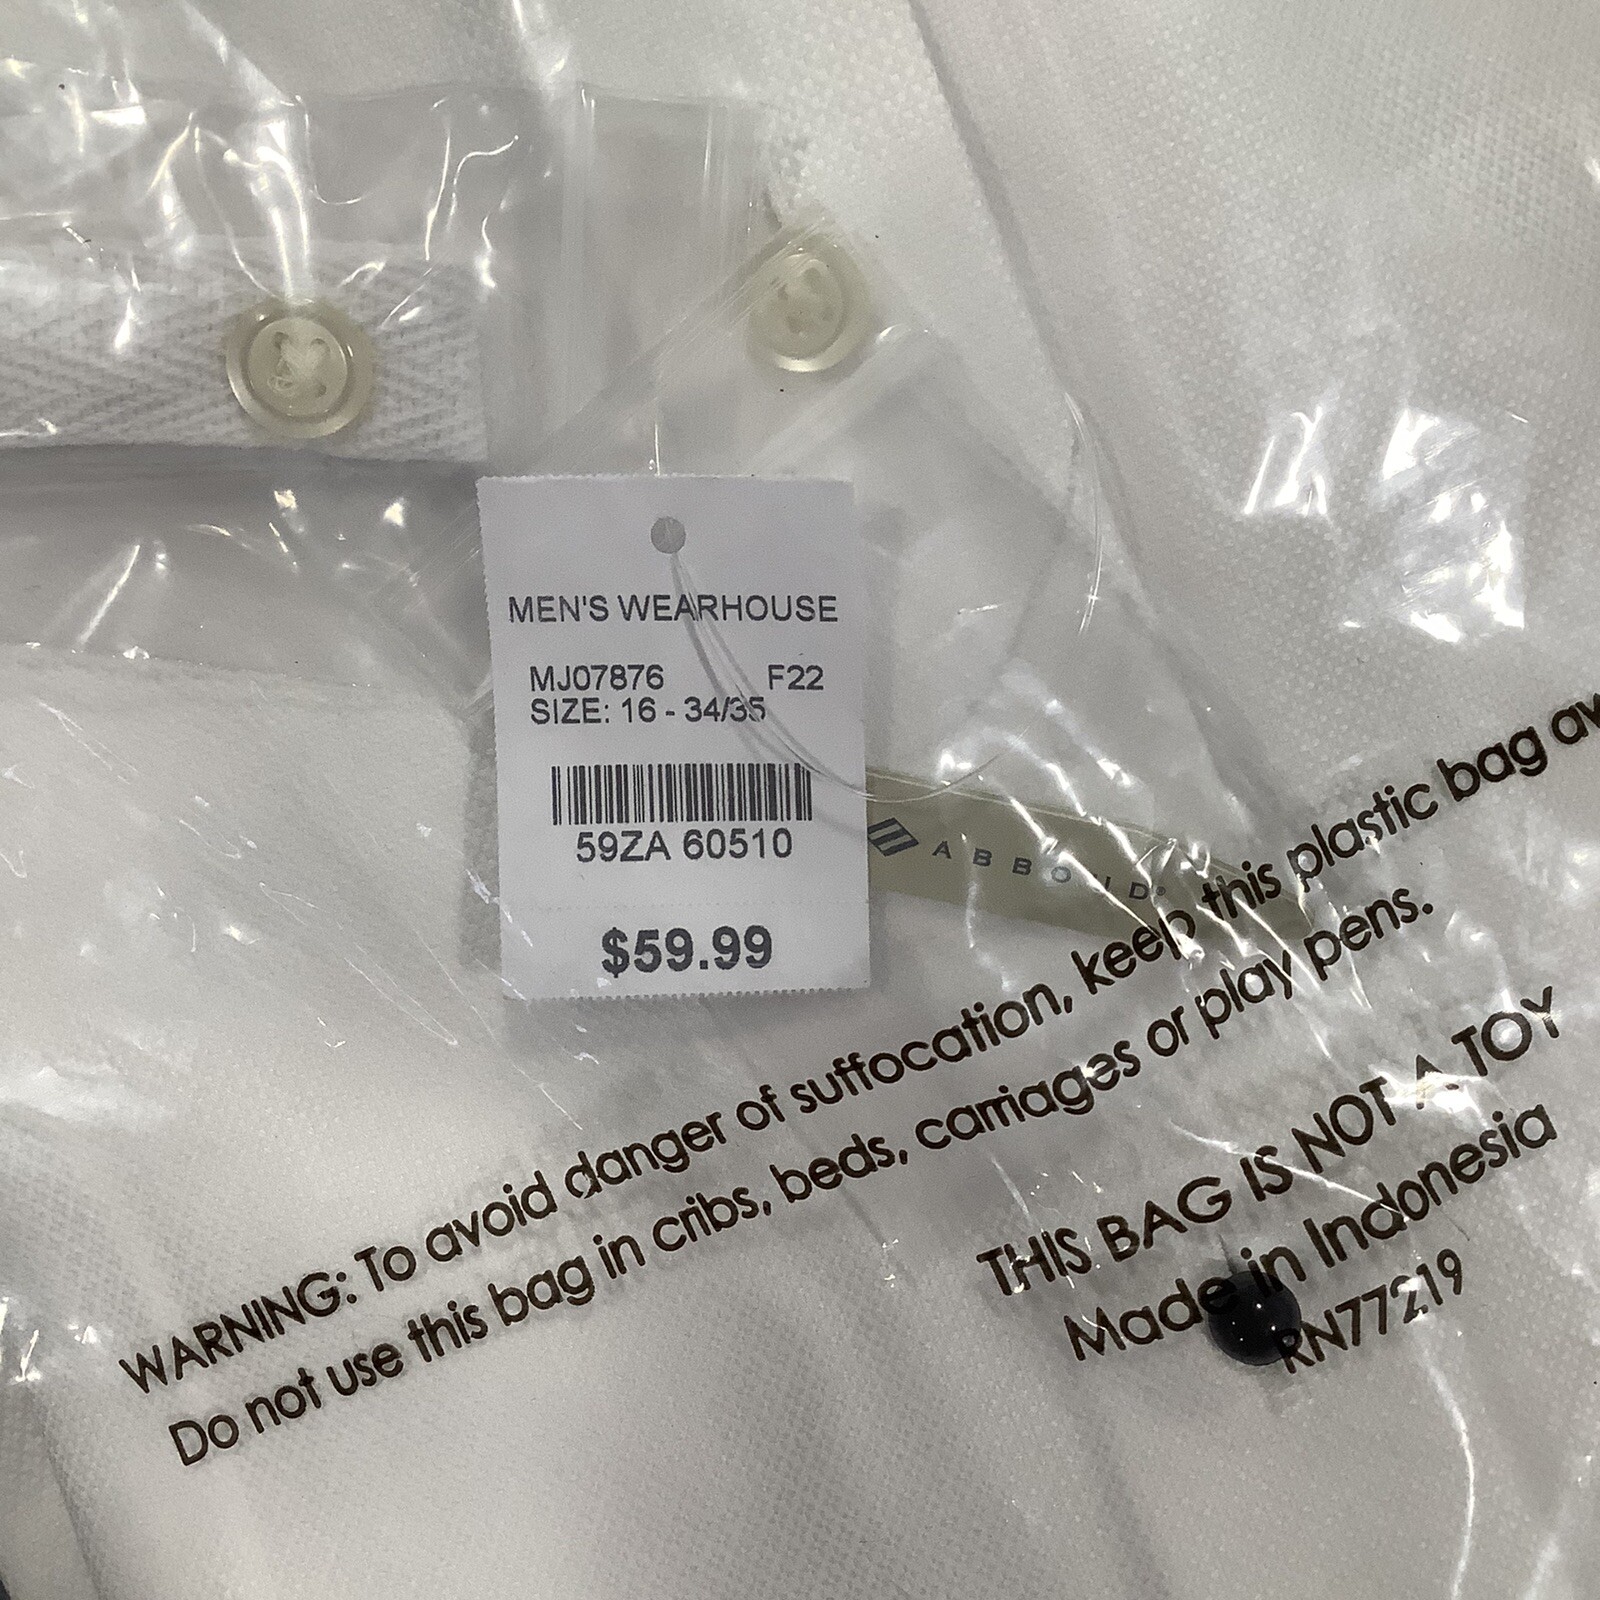 MEN'S WEARHOUSE
MJ07876 F22
SIZE: 16 - 34/35
59ZA 60510
$59.99
ABBOUD®
WARNING: To avoid danger of suffocation, keep this plastic bag
Do not use this bag in cribs, beds, carriages or play pens.
THIS BAG IS NOT A TOY
Made in Indonesia
RN77219